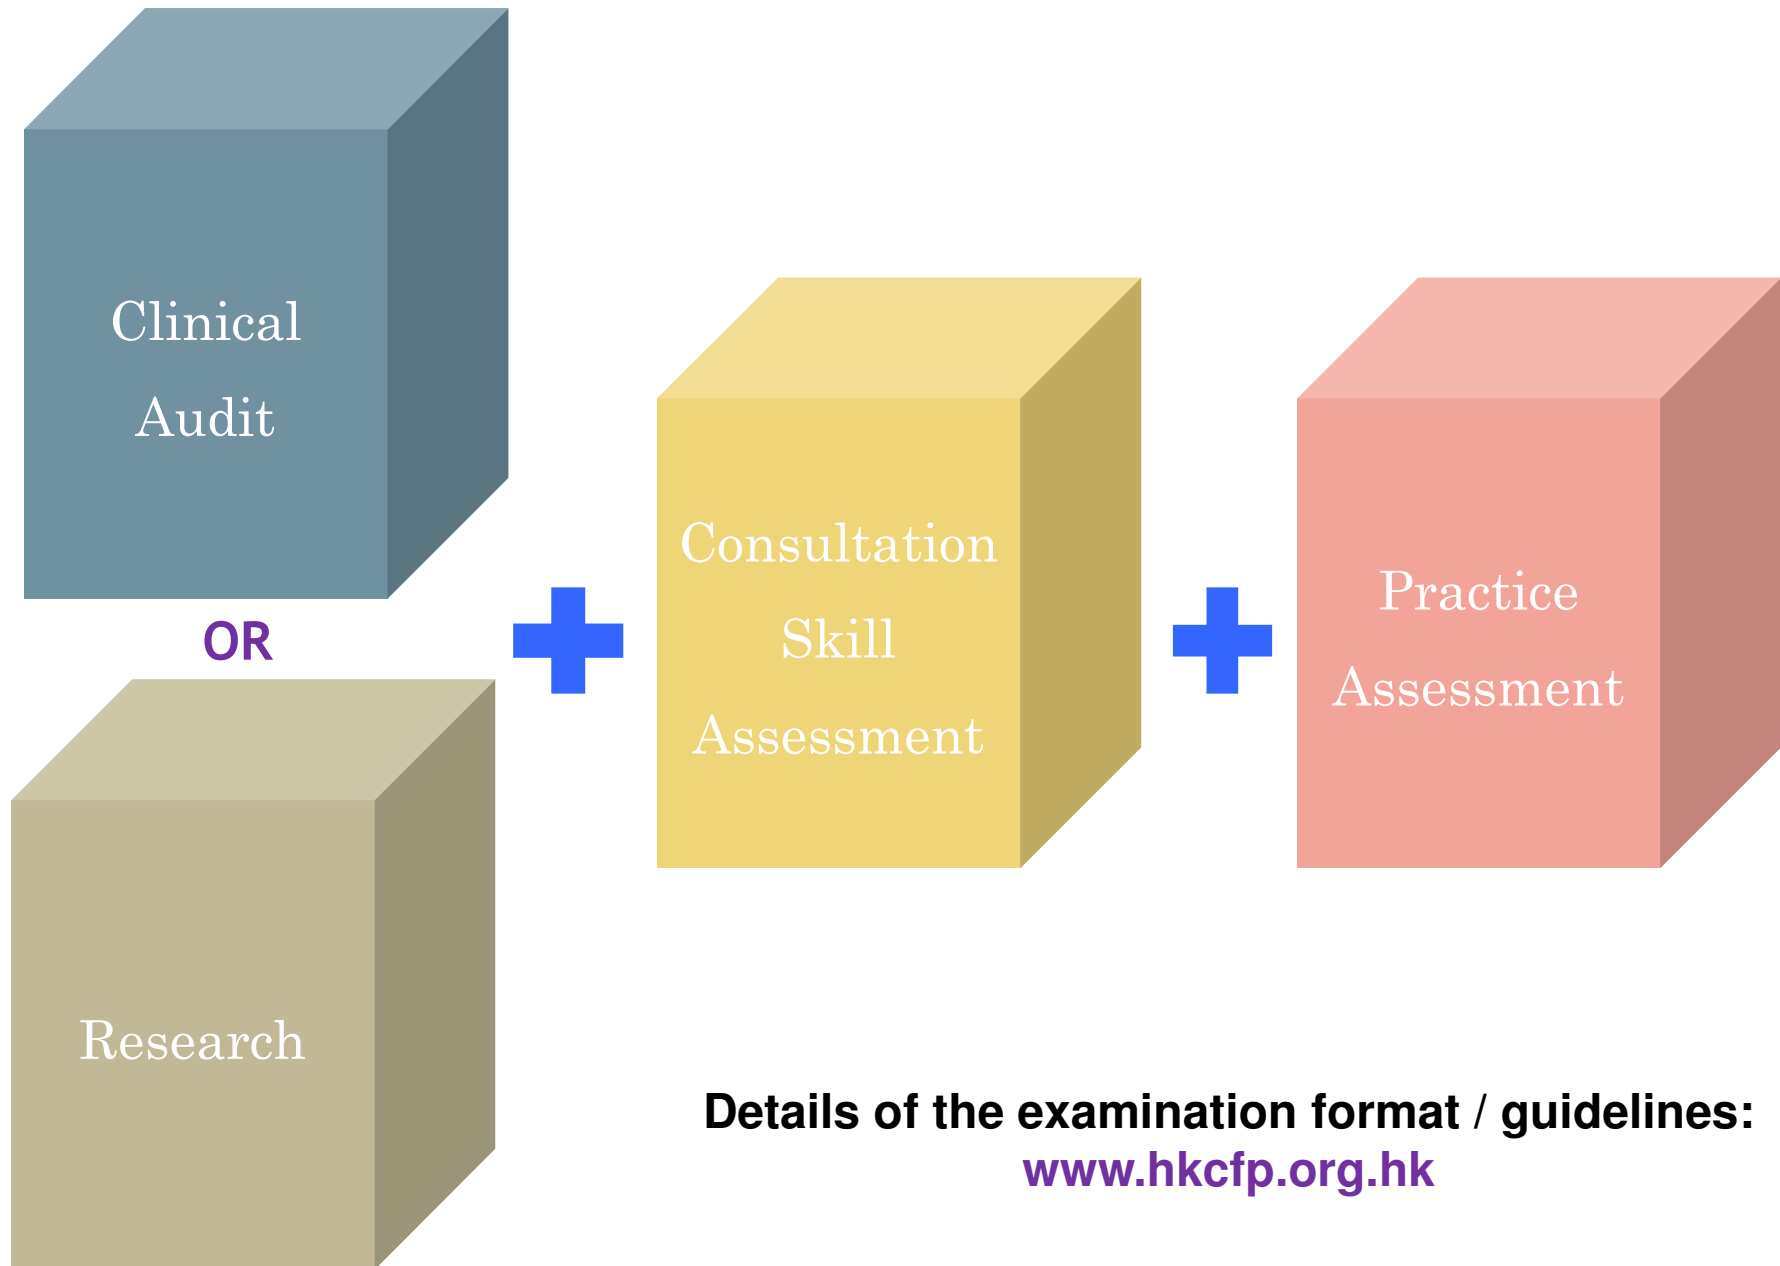 Clinical
Audit
OR
Research
Consultation
Skill
Assessment
Practice
Assessment
Details of the examination format / guidelines:
www.hkcfp.org.hk